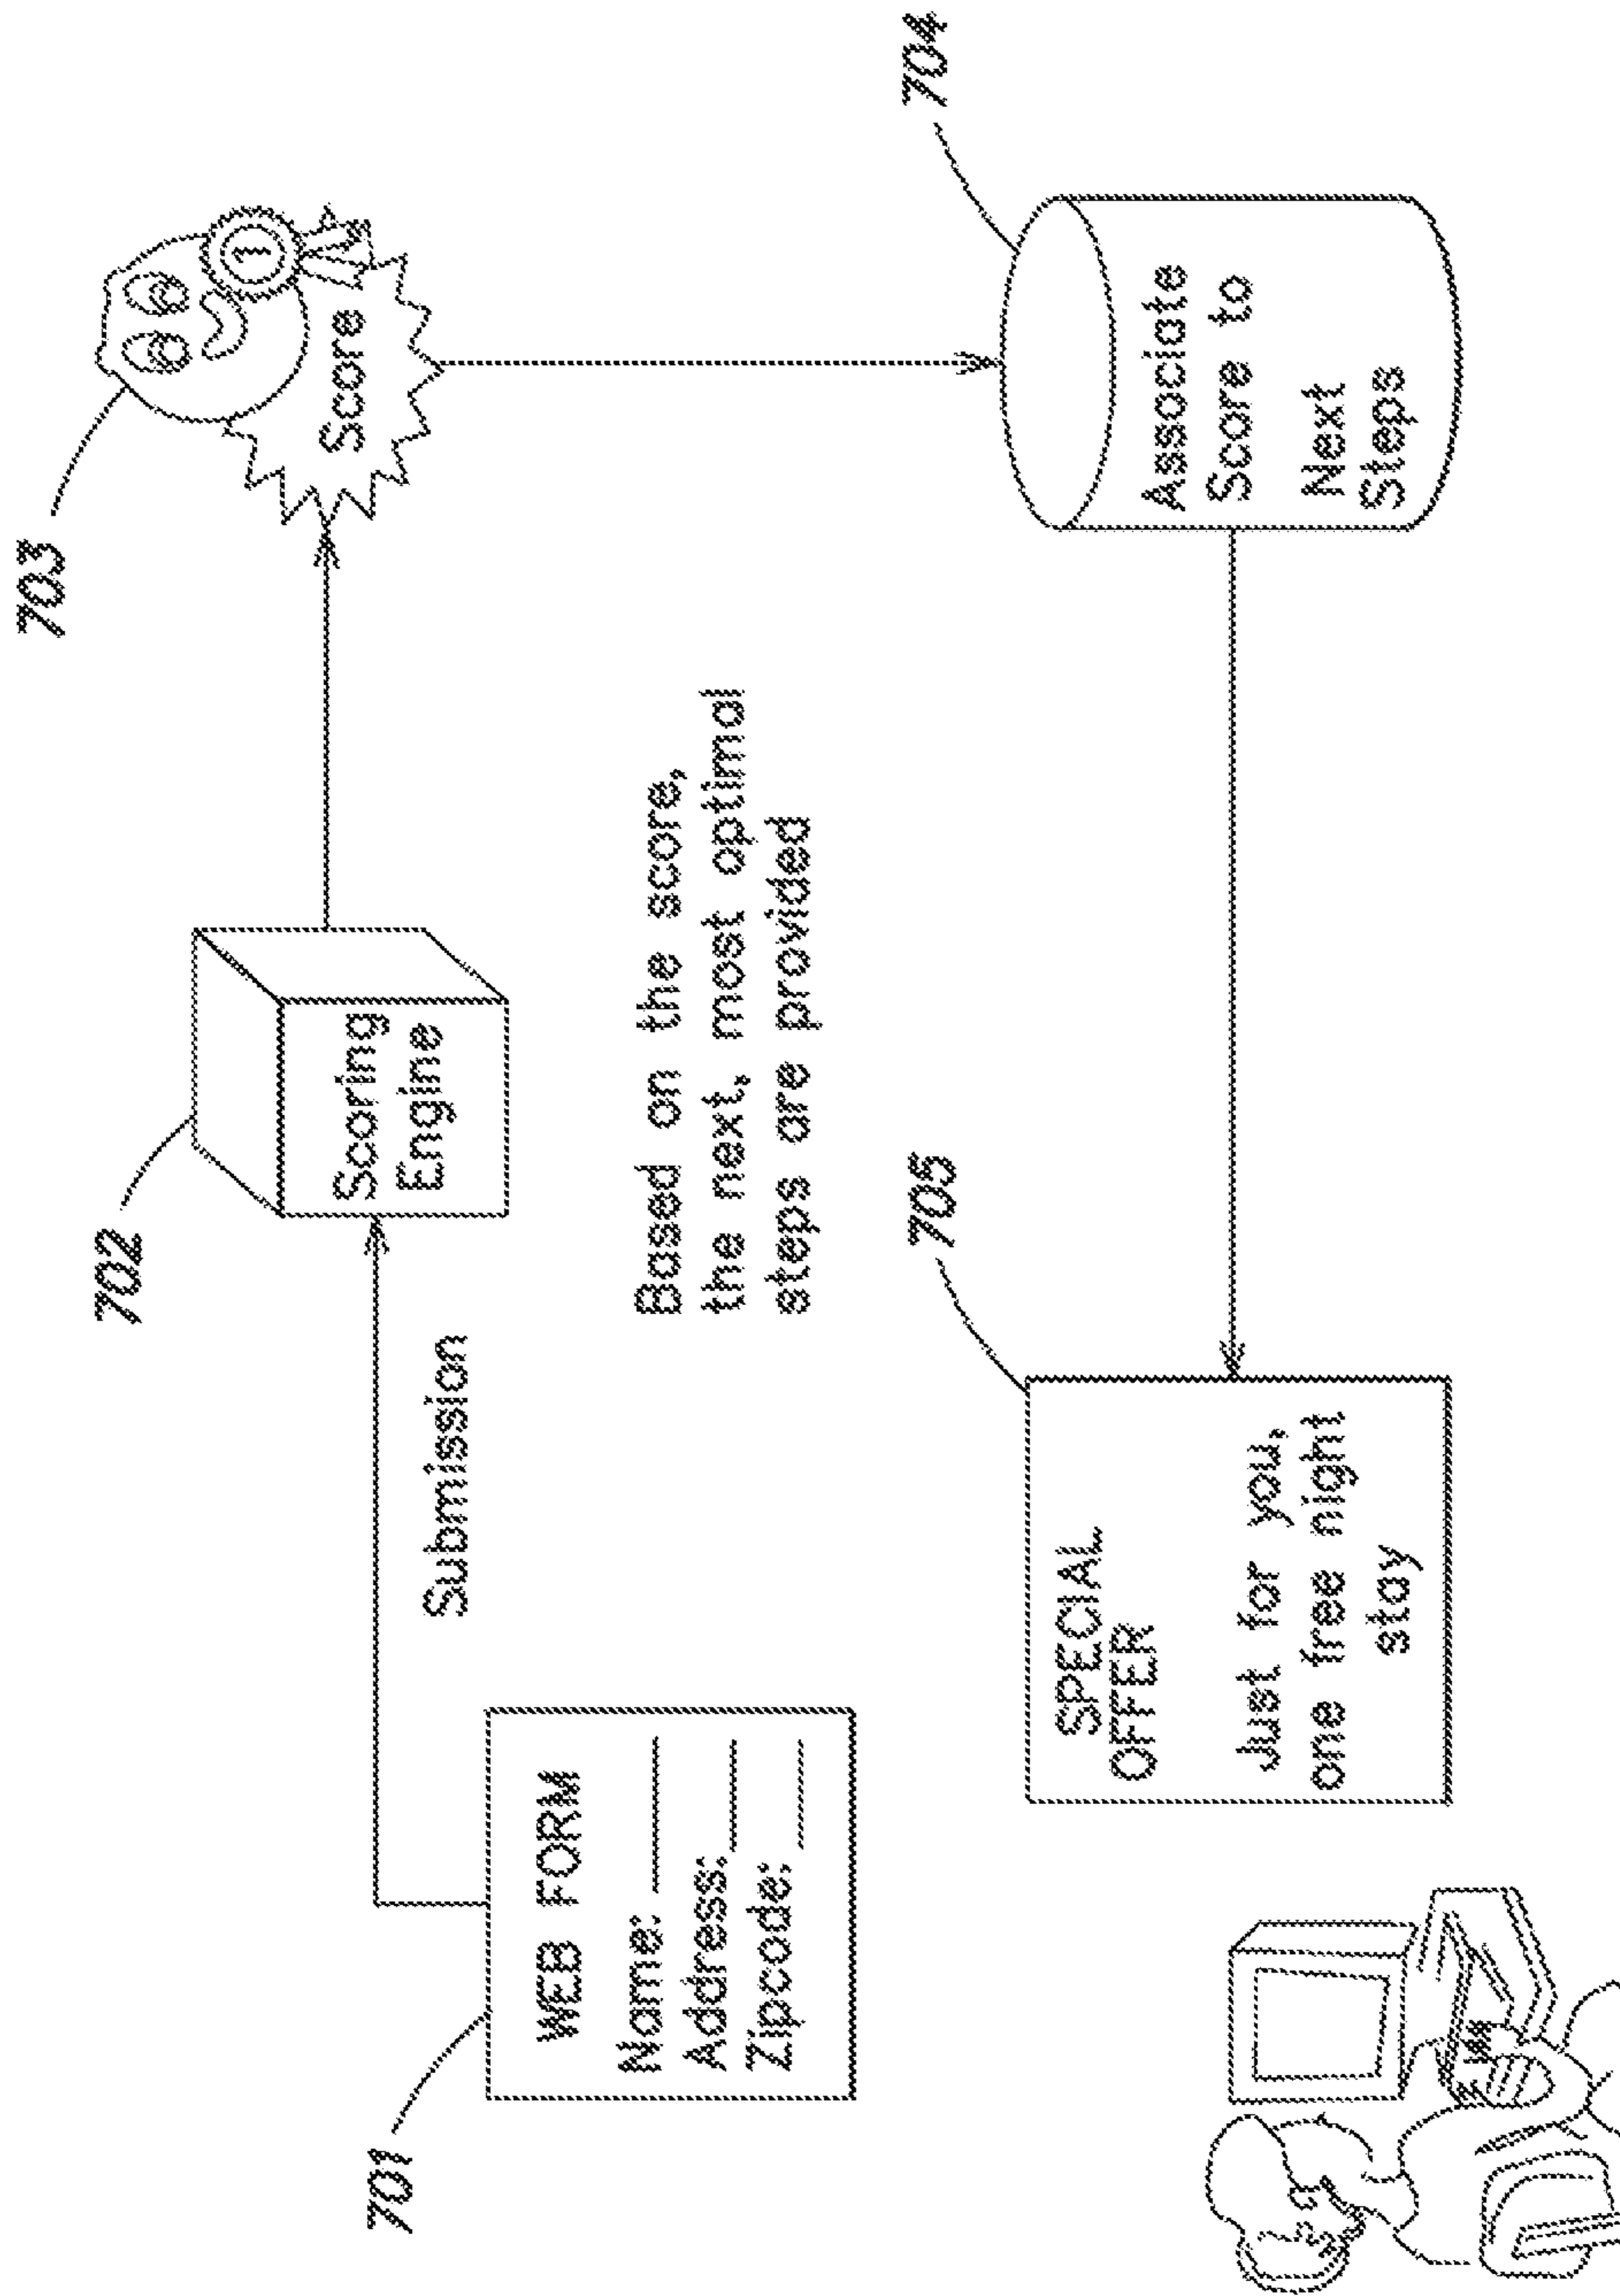 701
WEB FORM
Name:
Address:
Zipcode:
Submission
702
Scoring
Engine
703
1
Score
Based on the score,
the next, most optimal
steps are provided
704
Associate
Score to
Next
Steps
705
SPECIAL
OFFER
Just for you,
one free night
stay